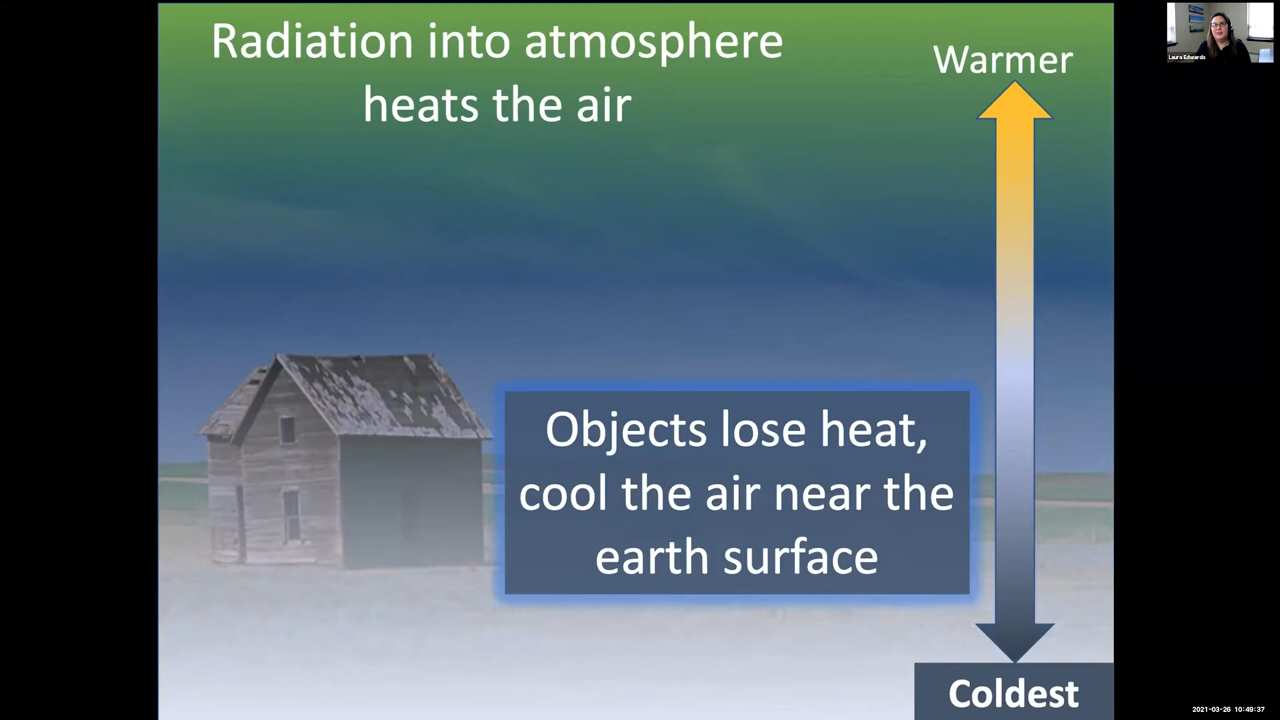 Radiation into atmosphere
heats the air
Warmer
Laura Edwards
Objects lose heat,
cool the air near the
earth surface
Coldest
2021-03-26 10:49:37